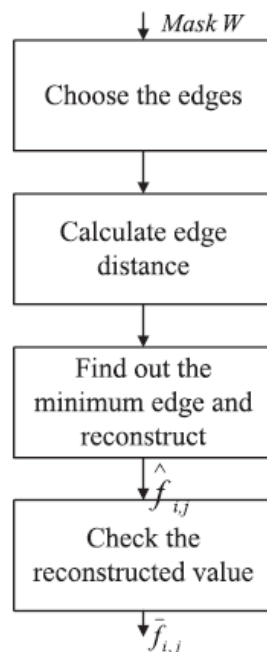 Mask W
Choose the edges
Calculate edge
distance
Find out the
minimum edge and
reconstruct
f̂ i,j
Check the
reconstructed value
f̄ i,j